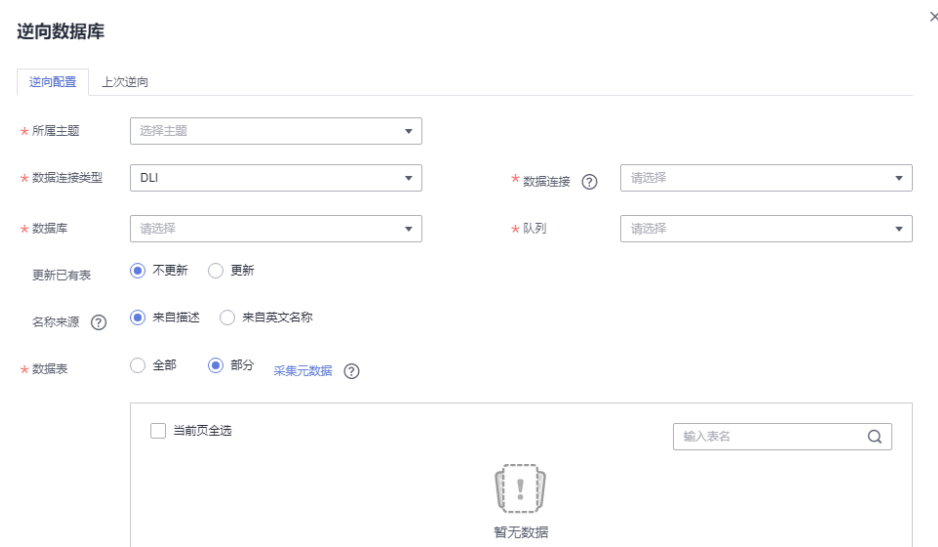 逆向数据库
逆向配置 上次逆向
* 所属主题 选择主题
* 数据连接类型 DLI * 数据连接 ? 请选择
* 数据库 请选择 * 队列 请选择
更新已有表 不更新 更新
名称来源 ? 来自描述 来自英文名称
* 数据表 全部 部分 采集元数据 ?
当前页全选 输入表名
暂无数据